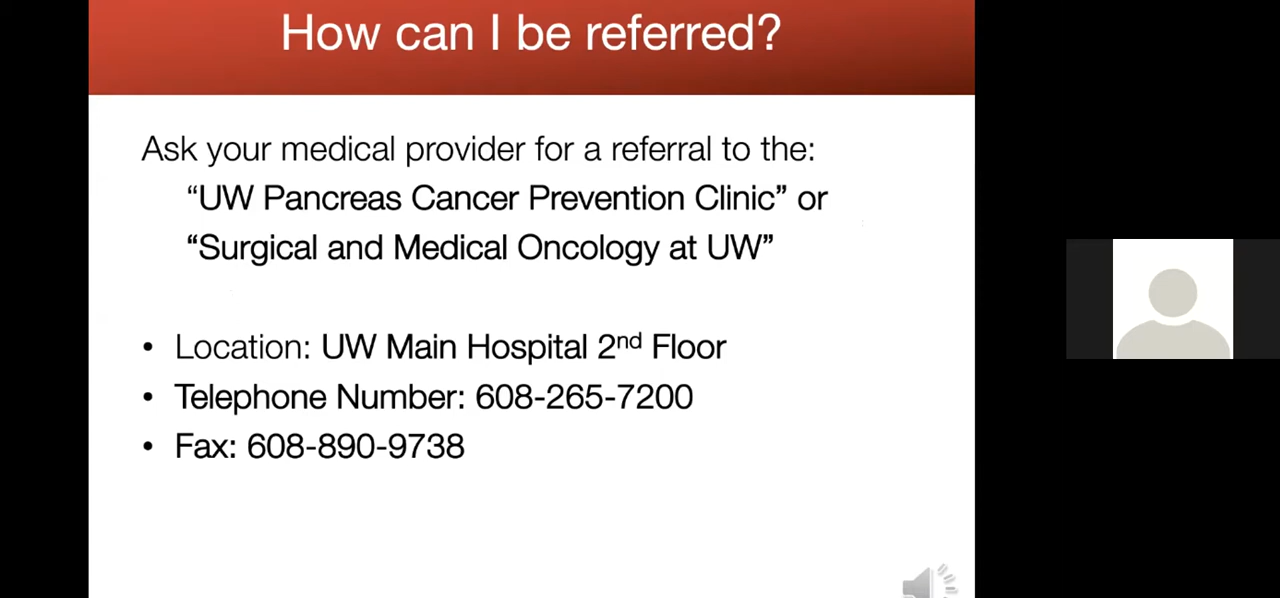 How can I be referred?
Ask your medical provider for a referral to the:
“UW Pancreas Cancer Prevention Clinic” or
“Surgical and Medical Oncology at UW”
• Location: UW Main Hospital 2nd Floor
• Telephone Number: 608-265-7200
• Fax: 608-890-9738